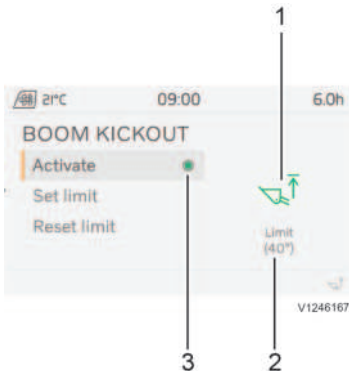 1
21°C 09:00 6.0h
BOOM KICKOUT
Activate
Set limit
Reset limit
Limit
(40°)
V1246167
3 2